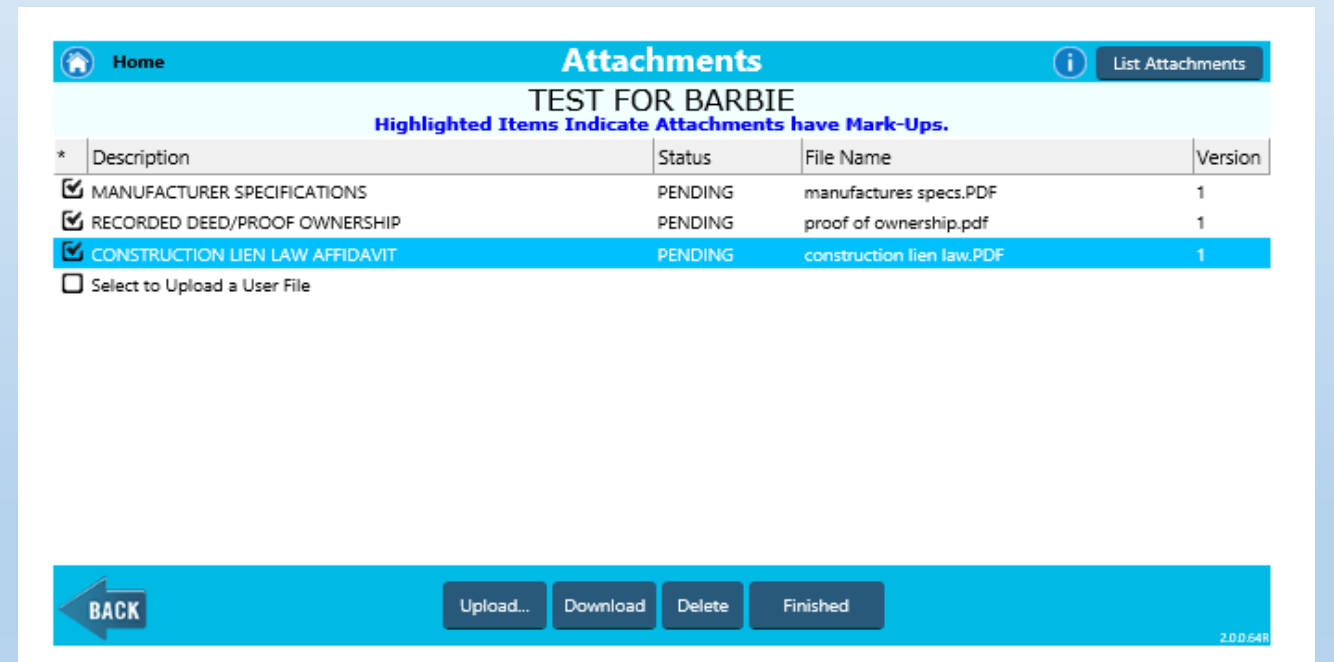 Home Attachments i List Attachments
TEST FOR BARBIE
Highlighted Items Indicate Attachments have Mark-Ups.
* Description Status File Name Version
MANUFACTURER SPECIFICATIONS PENDING manufactures specs.PDF 1
RECORDED DEED/PROOF OWNERSHIP PENDING proof of ownership.pdf 1
CONSTRUCTION LIEN LAW AFFIDAVIT PENDING construction lien law.PDF 1
Select to Upload a User File
BACK Upload... Download Delete Finished
2.0.0.64R